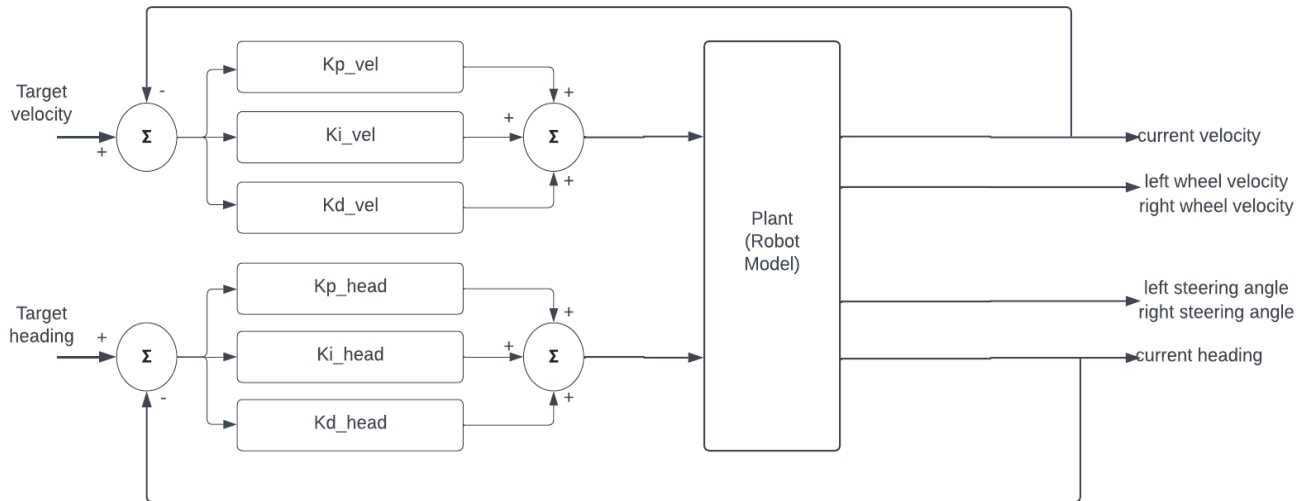 Target
velocity
+
-
Σ
Kp_vel
Ki_vel
Kd_vel
+
+
+
Σ
Target
heading
+
-
Σ
Kp_head
Ki_head
Kd_head
+
+
+
Σ
Plant
(Robot
Model)
current velocity
left wheel velocity
right wheel velocity
left steering angle
right steering angle
current heading